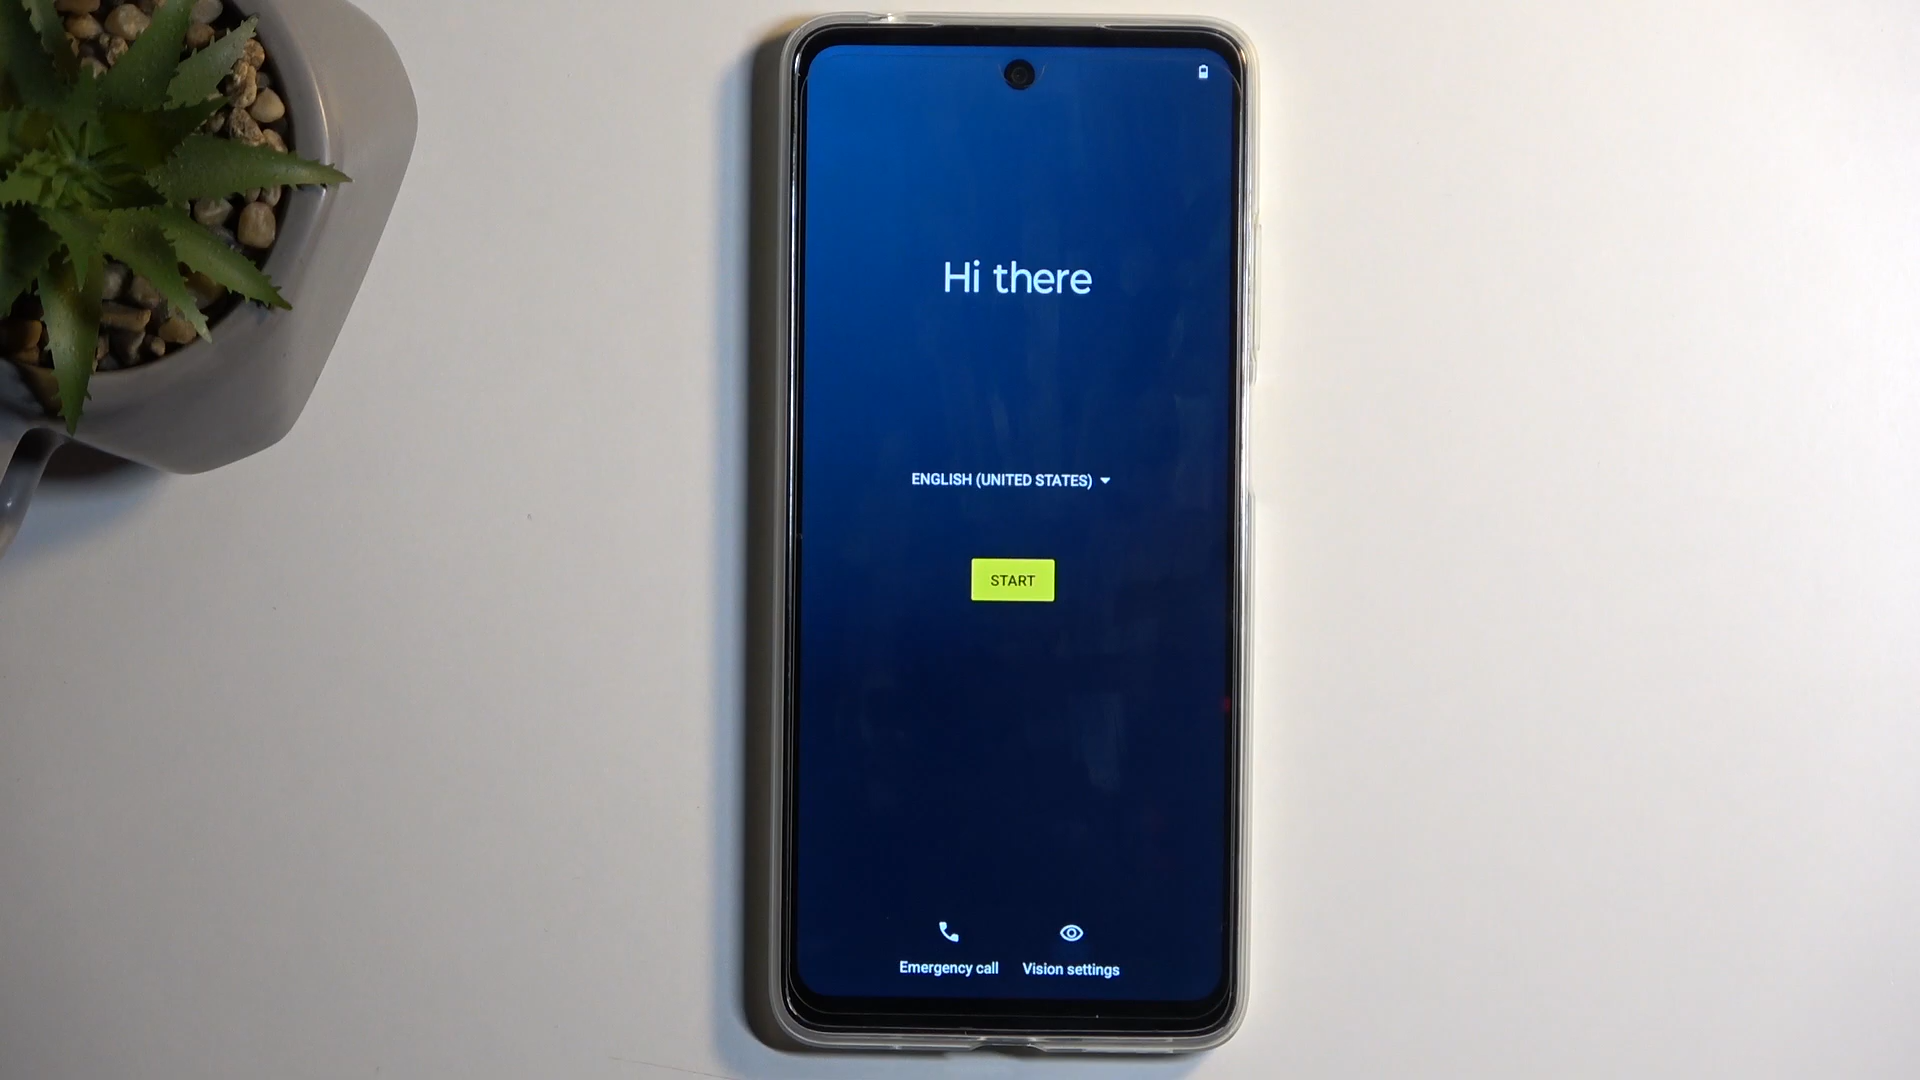 Hi there
ENGLISH (UNITED STATES)
START
Emergency call
Vision settings